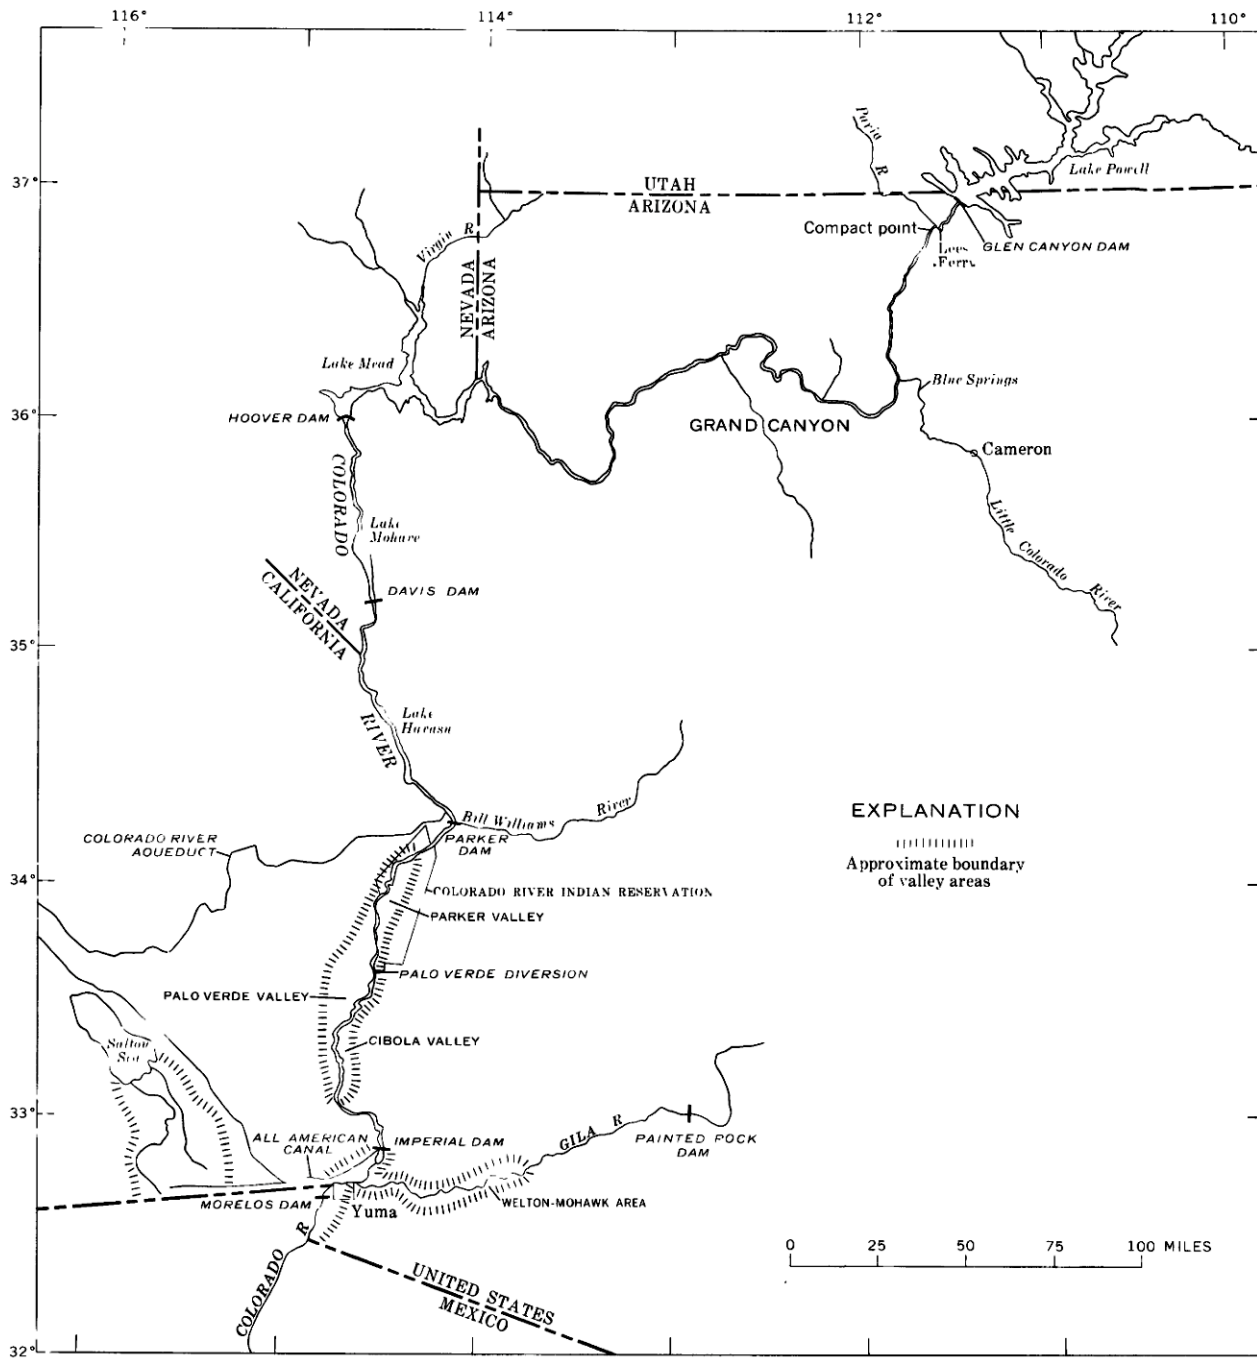 116°
114°
112°
110°
Paria
R
37°
UTAH
ARIZONA
Lake Powell
Compact point
Lees
Ferry
GLEN CANYON DAM
Virgin R
NEVADA
ARIZONA
Lake Mead
Blue Springs
36°
HOOVER DAM
GRAND CANYON
Cameron
COLORADO
Lake
Mohave
Little Colorado River
NEVADA
CALIFORNIA
DAVIS DAM
35°
Lake
Havasu
RIVER
Bill Williams River
EXPLANATION
Approximate boundary
of valley areas
COLORADO RIVER
AQUEDUCT
PARKER
DAM
34°
COLORADO RIVER INDIAN RESERVATION
PARKER VALLEY
PALO VERDE DIVERSION
PALO VERDE VALLEY
CIBOLA VALLEY
Salton
Sea
33°
ALL AMERICAN
CANAL
IMPERIAL DAM
GILA R
PAINTED ROCK
DAM
MORELOS DAM
Yuma
WELTON-MOHAWK AREA
COLORADO R
UNITED STATES
MEXICO
0 25 50 75 100 MILES
32°